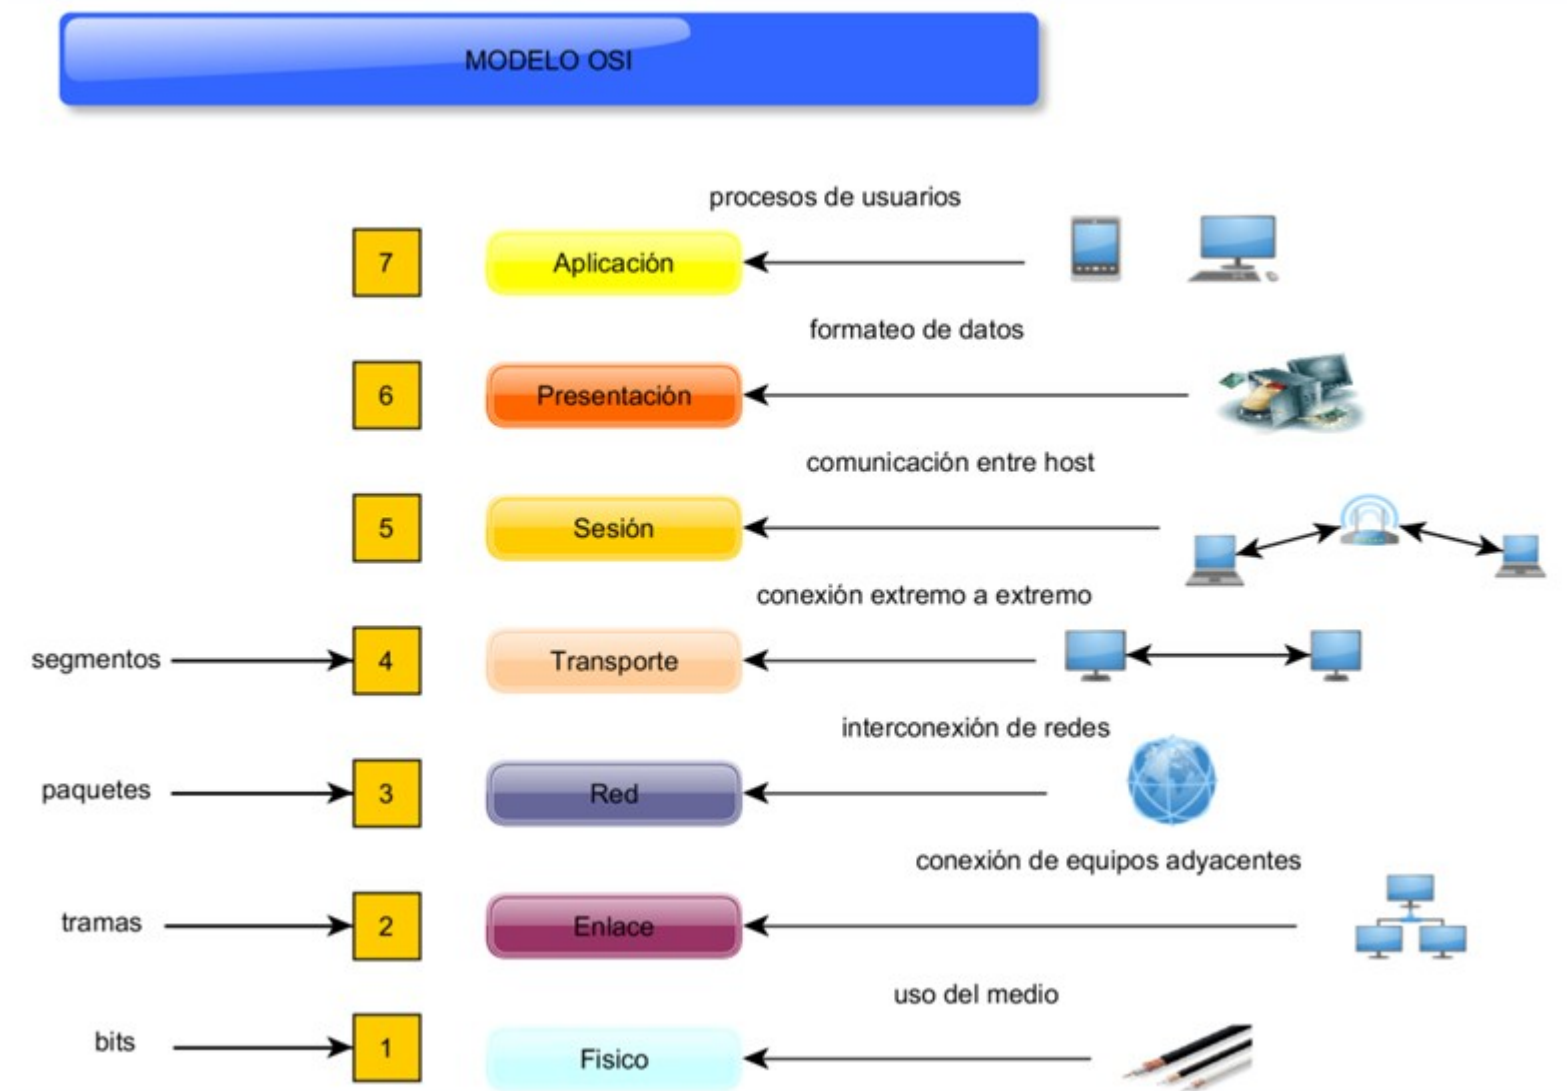 MODELO OSI
procesos de usuarios
7 Aplicación
formateo de datos
6 Presentación
comunicación entre host
5 Sesión
conexión extremo a extremo
segmentos 4 Transporte
interconexión de redes
paquetes 3 Red
conexión de equipos adyacentes
tramas 2 Enlace
uso del medio
bits 1 Fisico